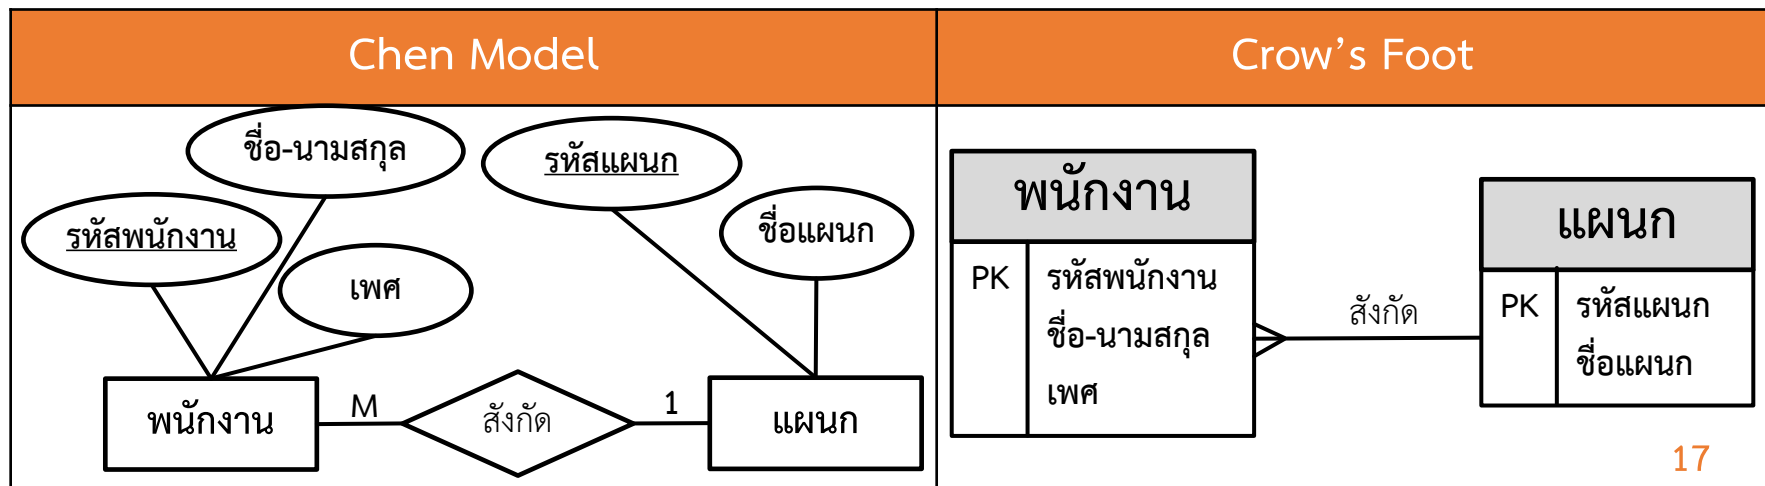 Chen Model
ชื่อ-นามสกุล
รหัสแผนก
รหัสพนักงาน
ชื่อแผนก
เพศ
พนักงาน
M
สังกัด
1
แผนก
Crow's Foot
พนักงาน
PK
รหัสพนักงาน
ชื่อ-นามสกุล
เพศ
สังกัด
แผนก
PK
รหัสแผนก
ชื่อแผนก
17